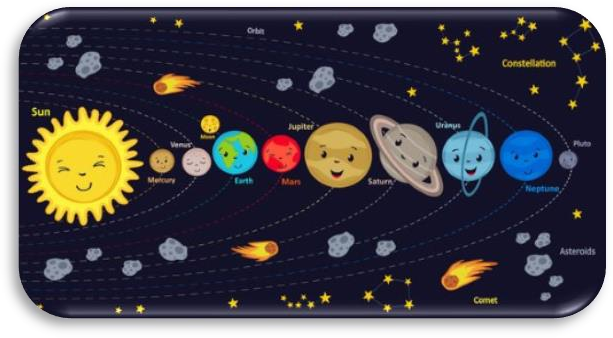 Orbit
Constellation
Sun
Moon
Venus
Jupiter
Uranus
Pluto
Mercury
Earth
Mars
Saturn
Neptune
Asteroids
Comet